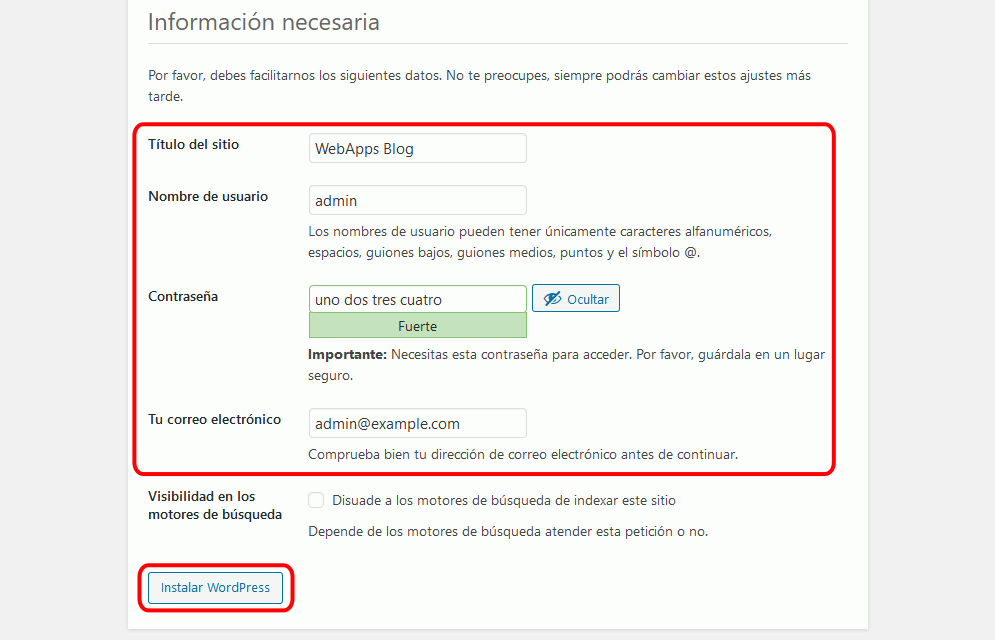 Información necesaria
Por favor, debes facilitarnos los siguientes datos. No te preocupes, siempre podrás cambiar estos ajustes más
tarde.
Título del sitio
WebApps Blog
Nombre de usuario
admin
Los nombres de usuario pueden tener únicamente caracteres alfanuméricos,
espacios, guiones bajos, guiones medios, puntos y el símbolo @.
Contraseña
uno dos tres cuatro
Ocultar
Fuerte
Importante: Necesitas esta contraseña para acceder. Por favor, guárdala en un lugar
seguro.
Tu correo electrónico
admin@example.com
Comprueba bien tu dirección de correo electrónico antes de continuar.
Visibilidad en los
motores de búsqueda
Disuade a los motores de búsqueda de indexar este sitio
Depende de los motores de búsqueda atender esta petición o no.
Instalar WordPress